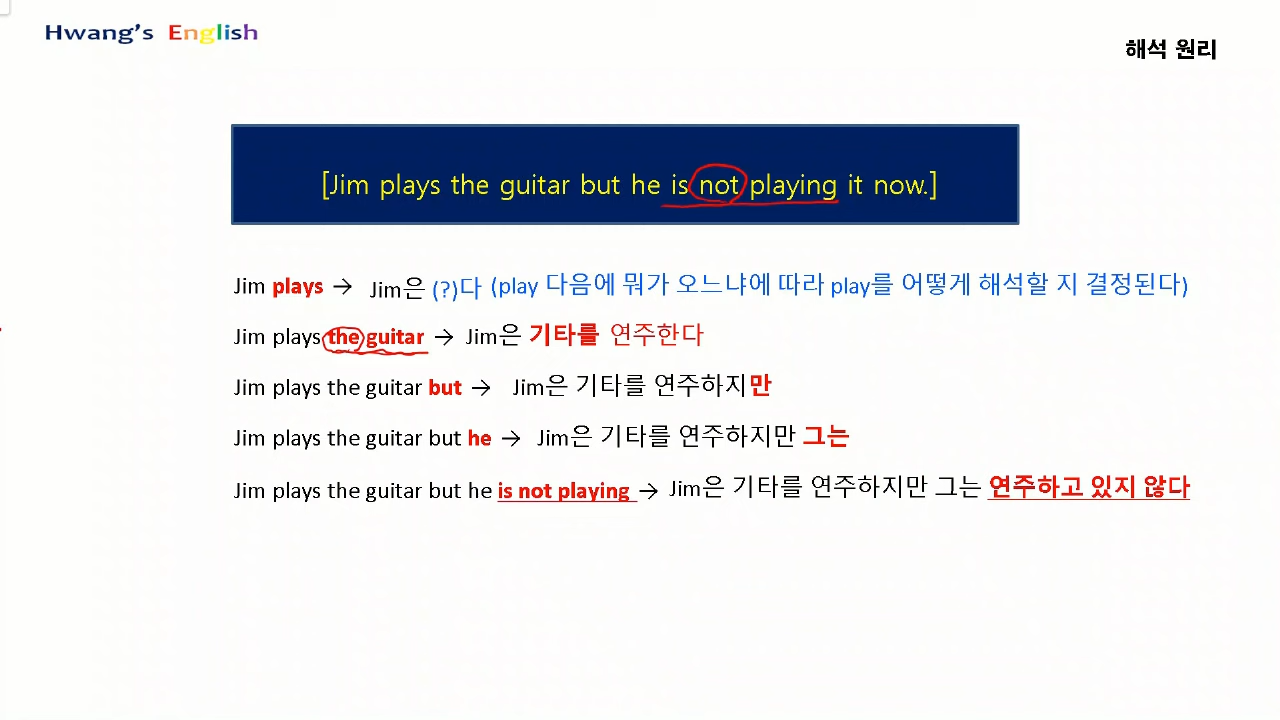 Hwang's English
해석 원리
[Jim plays the guitar but he is not playing it now.]
Jim plays → Jim은 (?)다 (play 다음에 뭐가 오느냐에 따라 play를 어떻게 해석할 지 결정된다)
Jim plays the guitar → Jim은 기타를 연주한다
Jim plays the guitar but → Jim은 기타를 연주하지만
Jim plays the guitar but he → Jim은 기타를 연주하지만 그는
Jim plays the guitar but he is not playing → Jim은 기타를 연주하지만 그는 연주하고 있지 않다